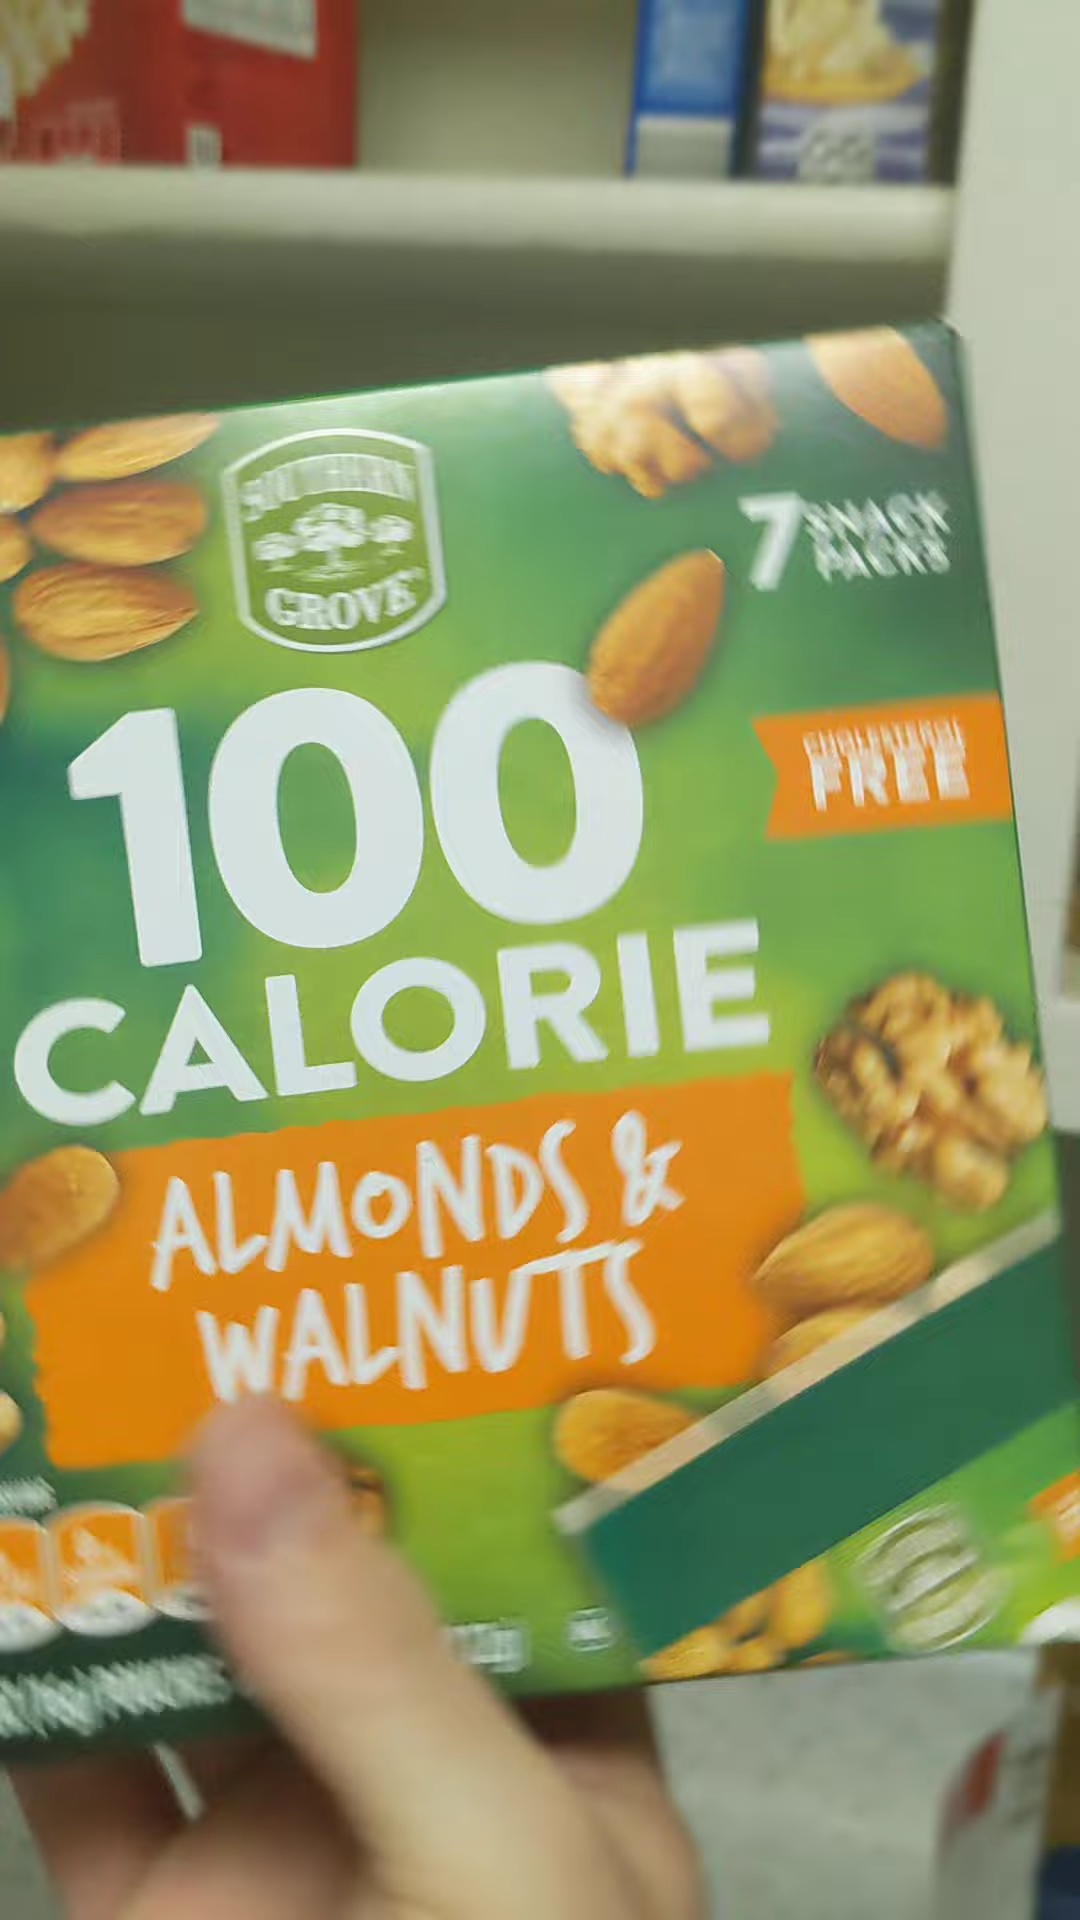 SOUTHERN
GROVE
7 SNACK
PACKS
100
CALORIE
CHOLESTEROL
FREE
ALMONDS &
WALNUTS